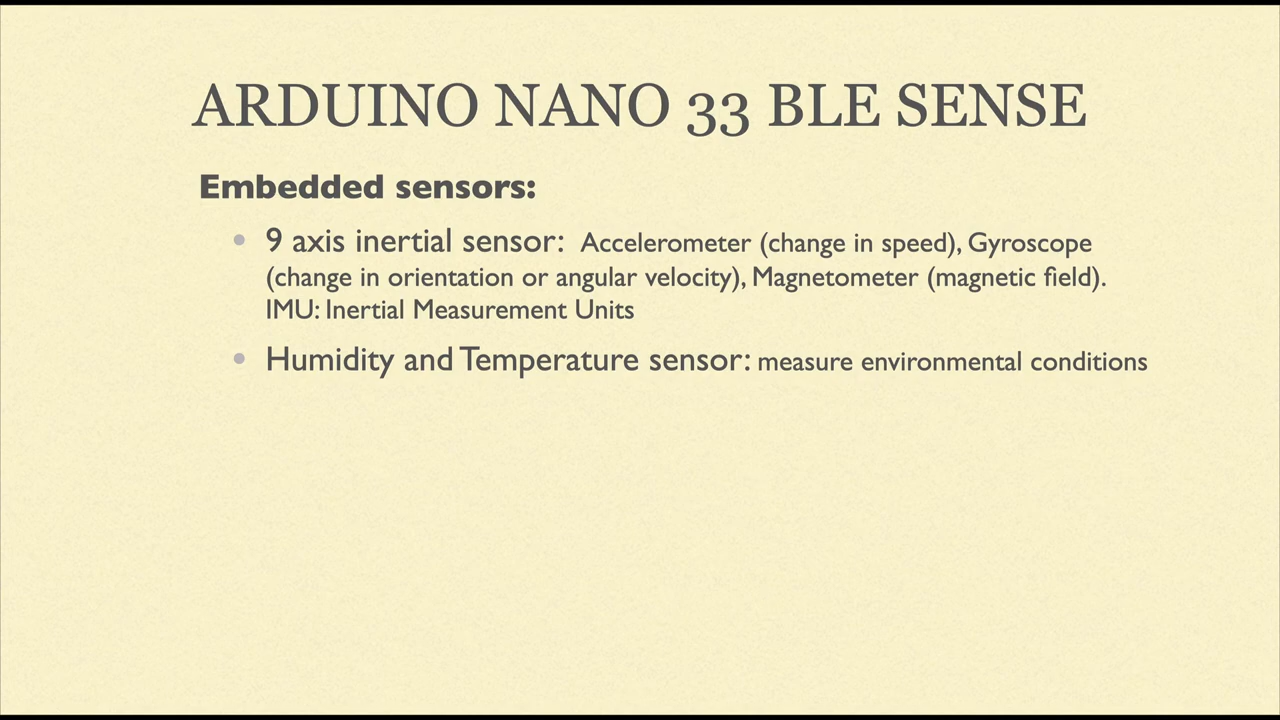 ARDUINO NANO 33 BLE SENSE
Embedded sensors:
• 9 axis inertial sensor: Accelerometer (change in speed), Gyroscope
(change in orientation or angular velocity), Magnetometer (magnetic field).
IMU: Inertial Measurement Units
• Humidity and Temperature sensor: measure environmental conditions